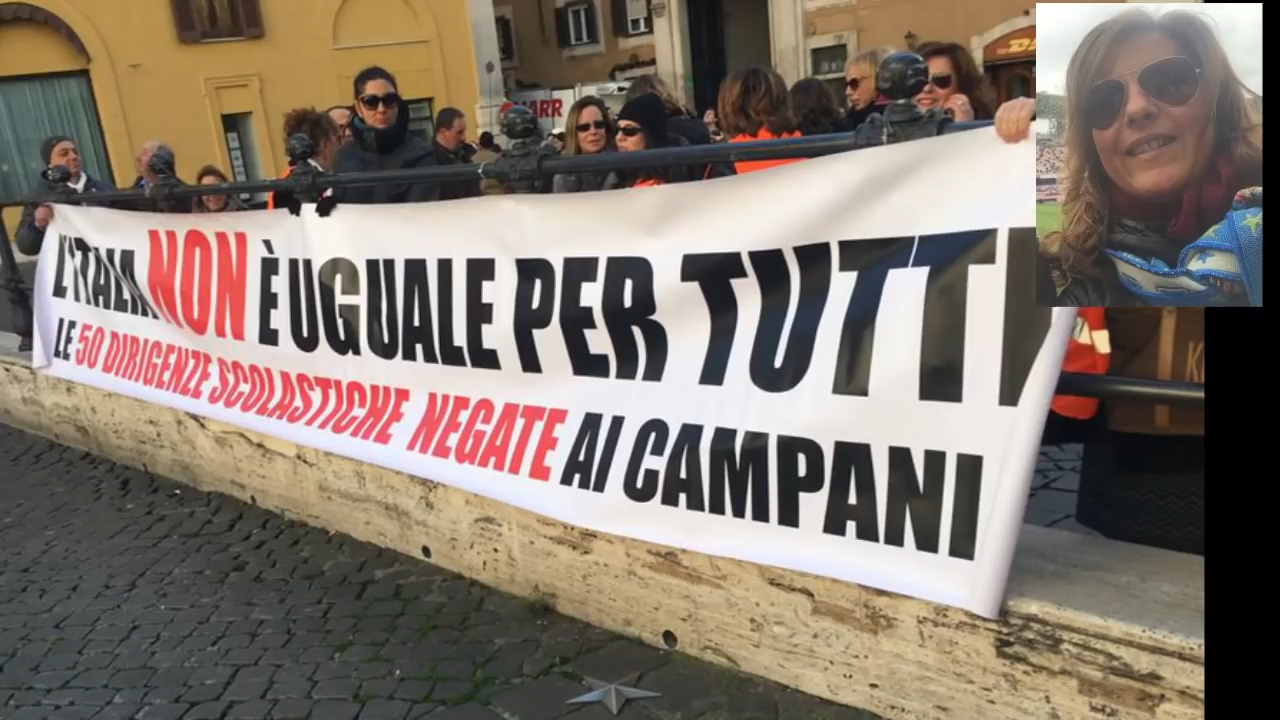 L'ITALIA NON È UGUALE PER TUTTI
LE 50 DIRIGENZE SCOLASTICHE NEGATE AI CAMPANI